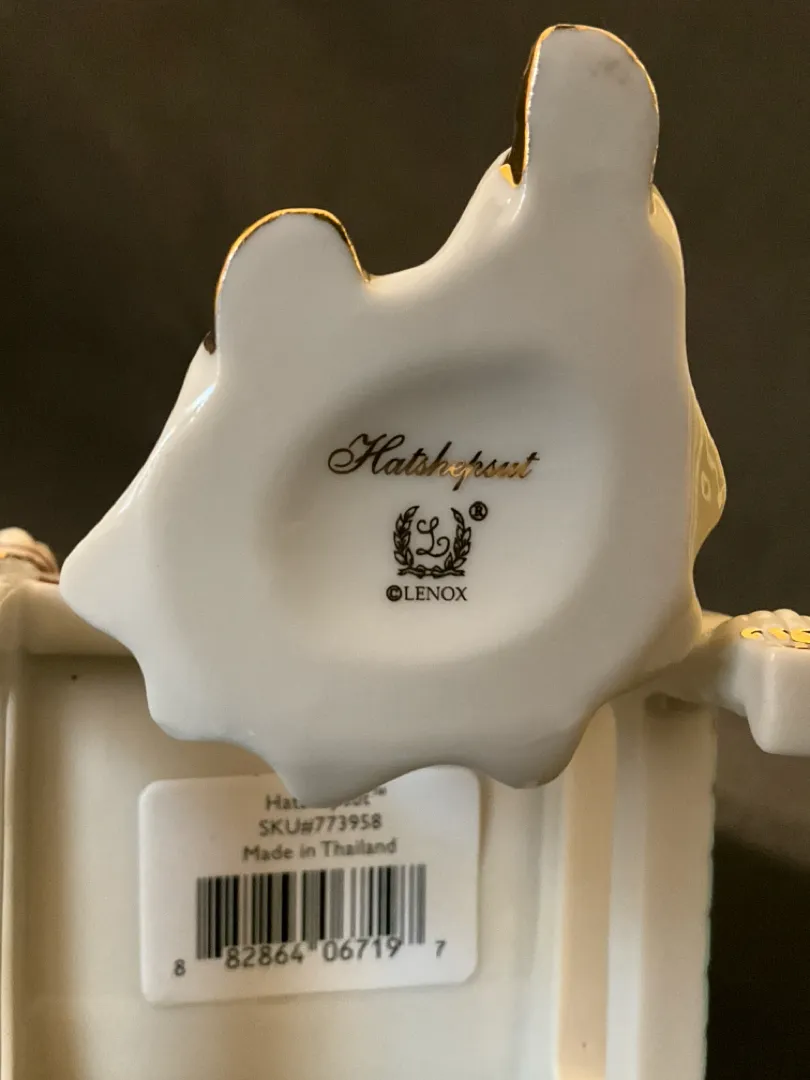 Hatshepsut
L ®
©LENOX
SKU#773958
Made in Thailand
8 82864 06719 7